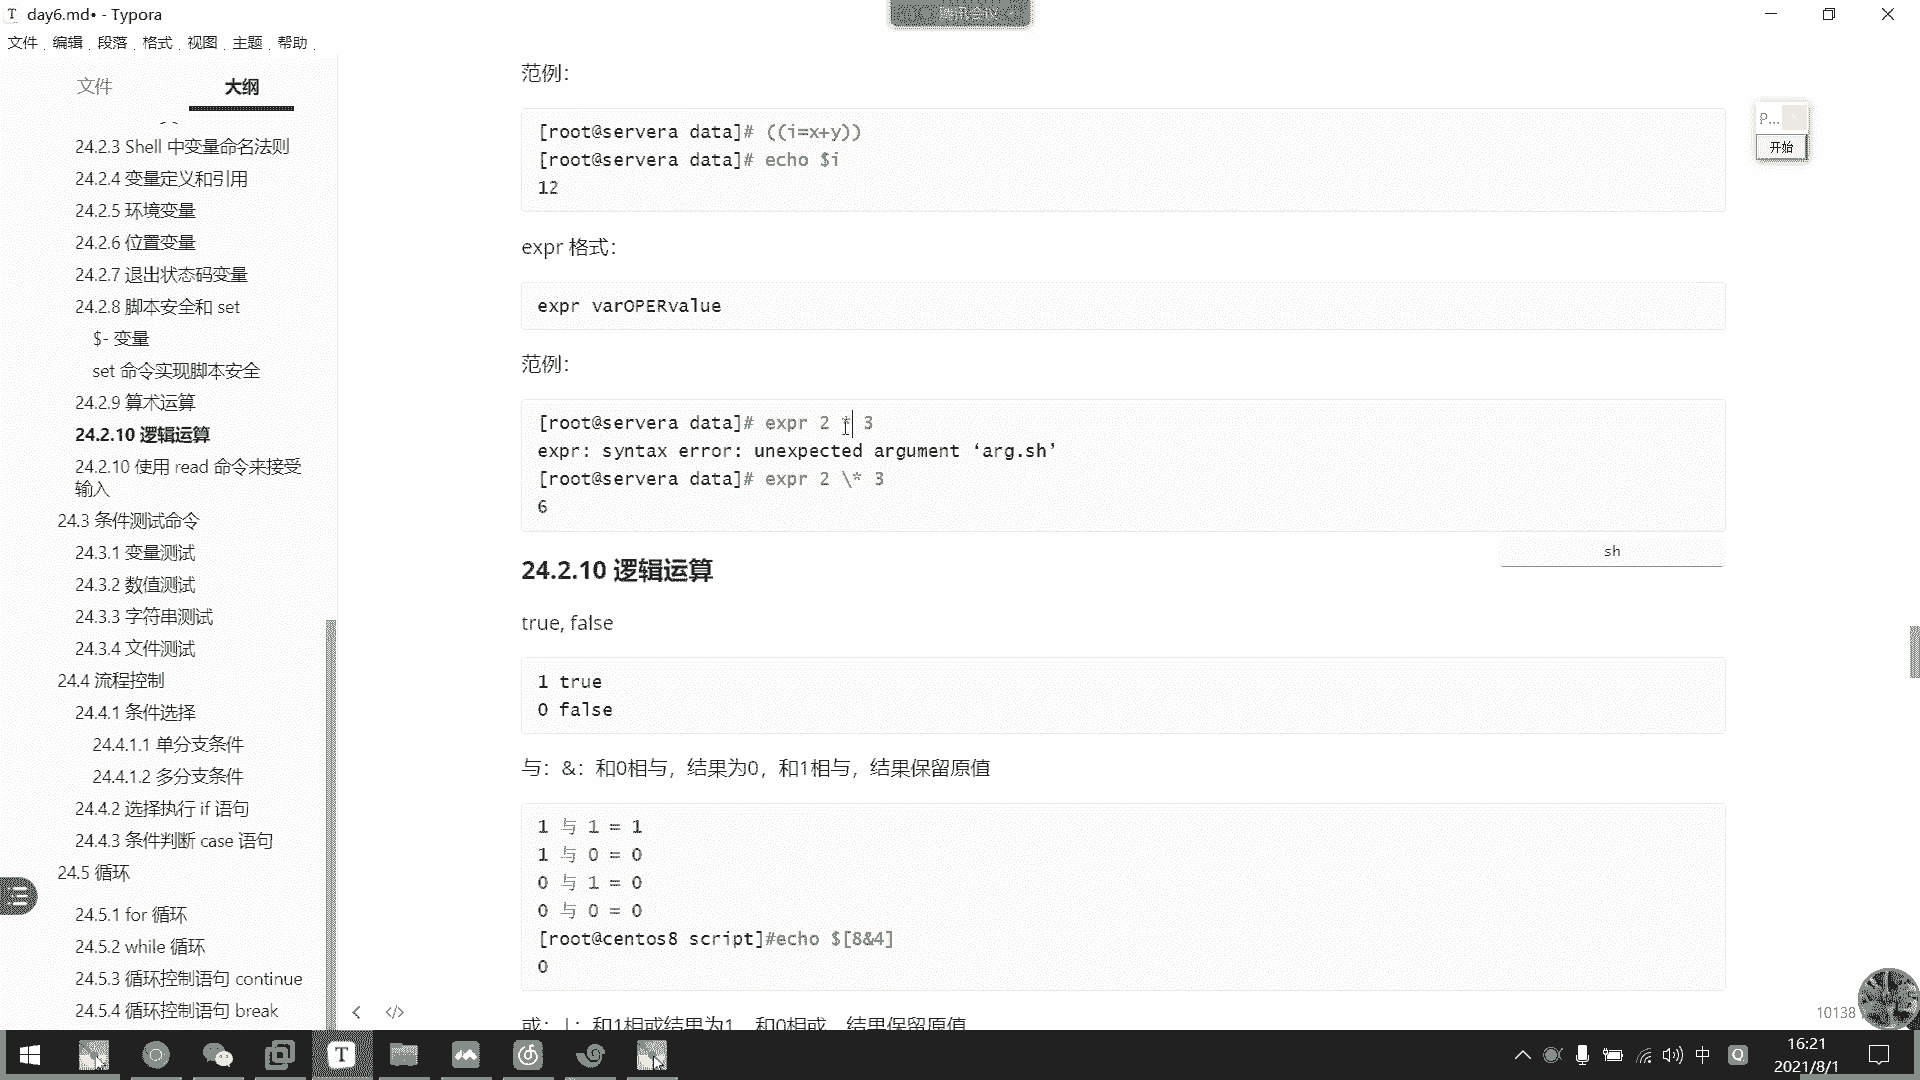 day6.md• - Typora
腾讯会议
文件 编辑 段落 格式 视图 主题 帮助
文件 大纲
24.2.3 Shell 中变量命名法则
24.2.4 变量定义和引用
24.2.5 环境变量
24.2.6 位置变量
24.2.7 退出状态码变量
24.2.8 脚本安全和 set
$- 变量
set 命令实现脚本安全
24.2.9 算术运算
24.2.10 逻辑运算
24.2.10 使用 read 命令来接受
输入
24.3 条件测试命令
24.3.1 变量测试
24.3.2 数值测试
24.3.3 字符串测试
24.3.4 文件测试
24.4 流程控制
24.4.1 条件选择
24.4.1.1 单分支条件
24.4.1.2 多分支条件
24.4.2 选择执行 if 语句
24.4.3 条件判断 case 语句
24.5 循环
24.5.1 for 循环
24.5.2 while 循环
24.5.3 循环控制语句 continue
24.5.4 循环控制语句 break
范例：
[root@servera data]# ((i=x+y))
[root@servera data]# echo $i
12
expr 格式：
expr varOPERvalue
范例：
[root@servera data]# expr 2 * 3
expr: syntax error: unexpected argument ‘arg.sh’
[root@servera data]# expr 2 \* 3
6
sh
24.2.10 逻辑运算
true, false
1 true
0 false
与：&：和0相与，结果为0，和1相与，结果保留原值
1 与 1 = 1
1 与 0 = 0
0 与 1 = 0
0 与 0 = 0
[root@centos8 script]#echo $[8&4]
0
或：|：和1相或结果为1，和0相或，结果保留原值
P...
开始
10138
中
16:21
2021/8/1